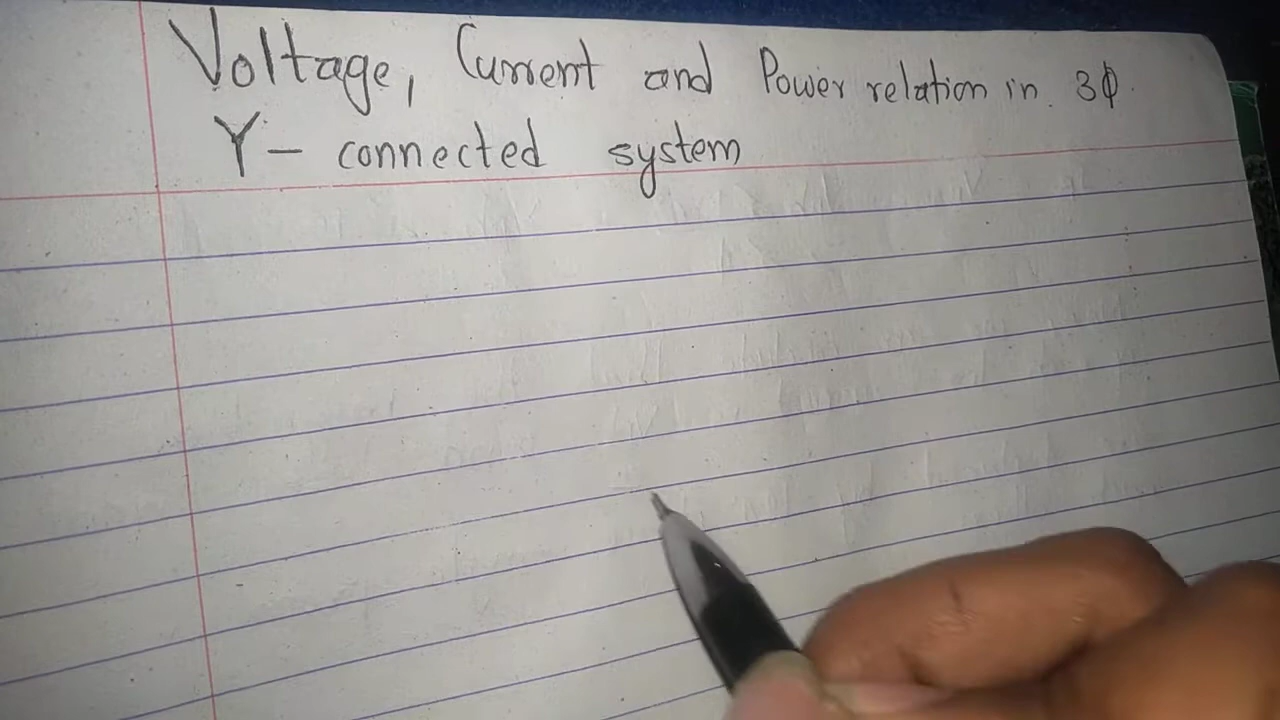 Voltage, Current and Power relation in 3ϕ
Y - connected system